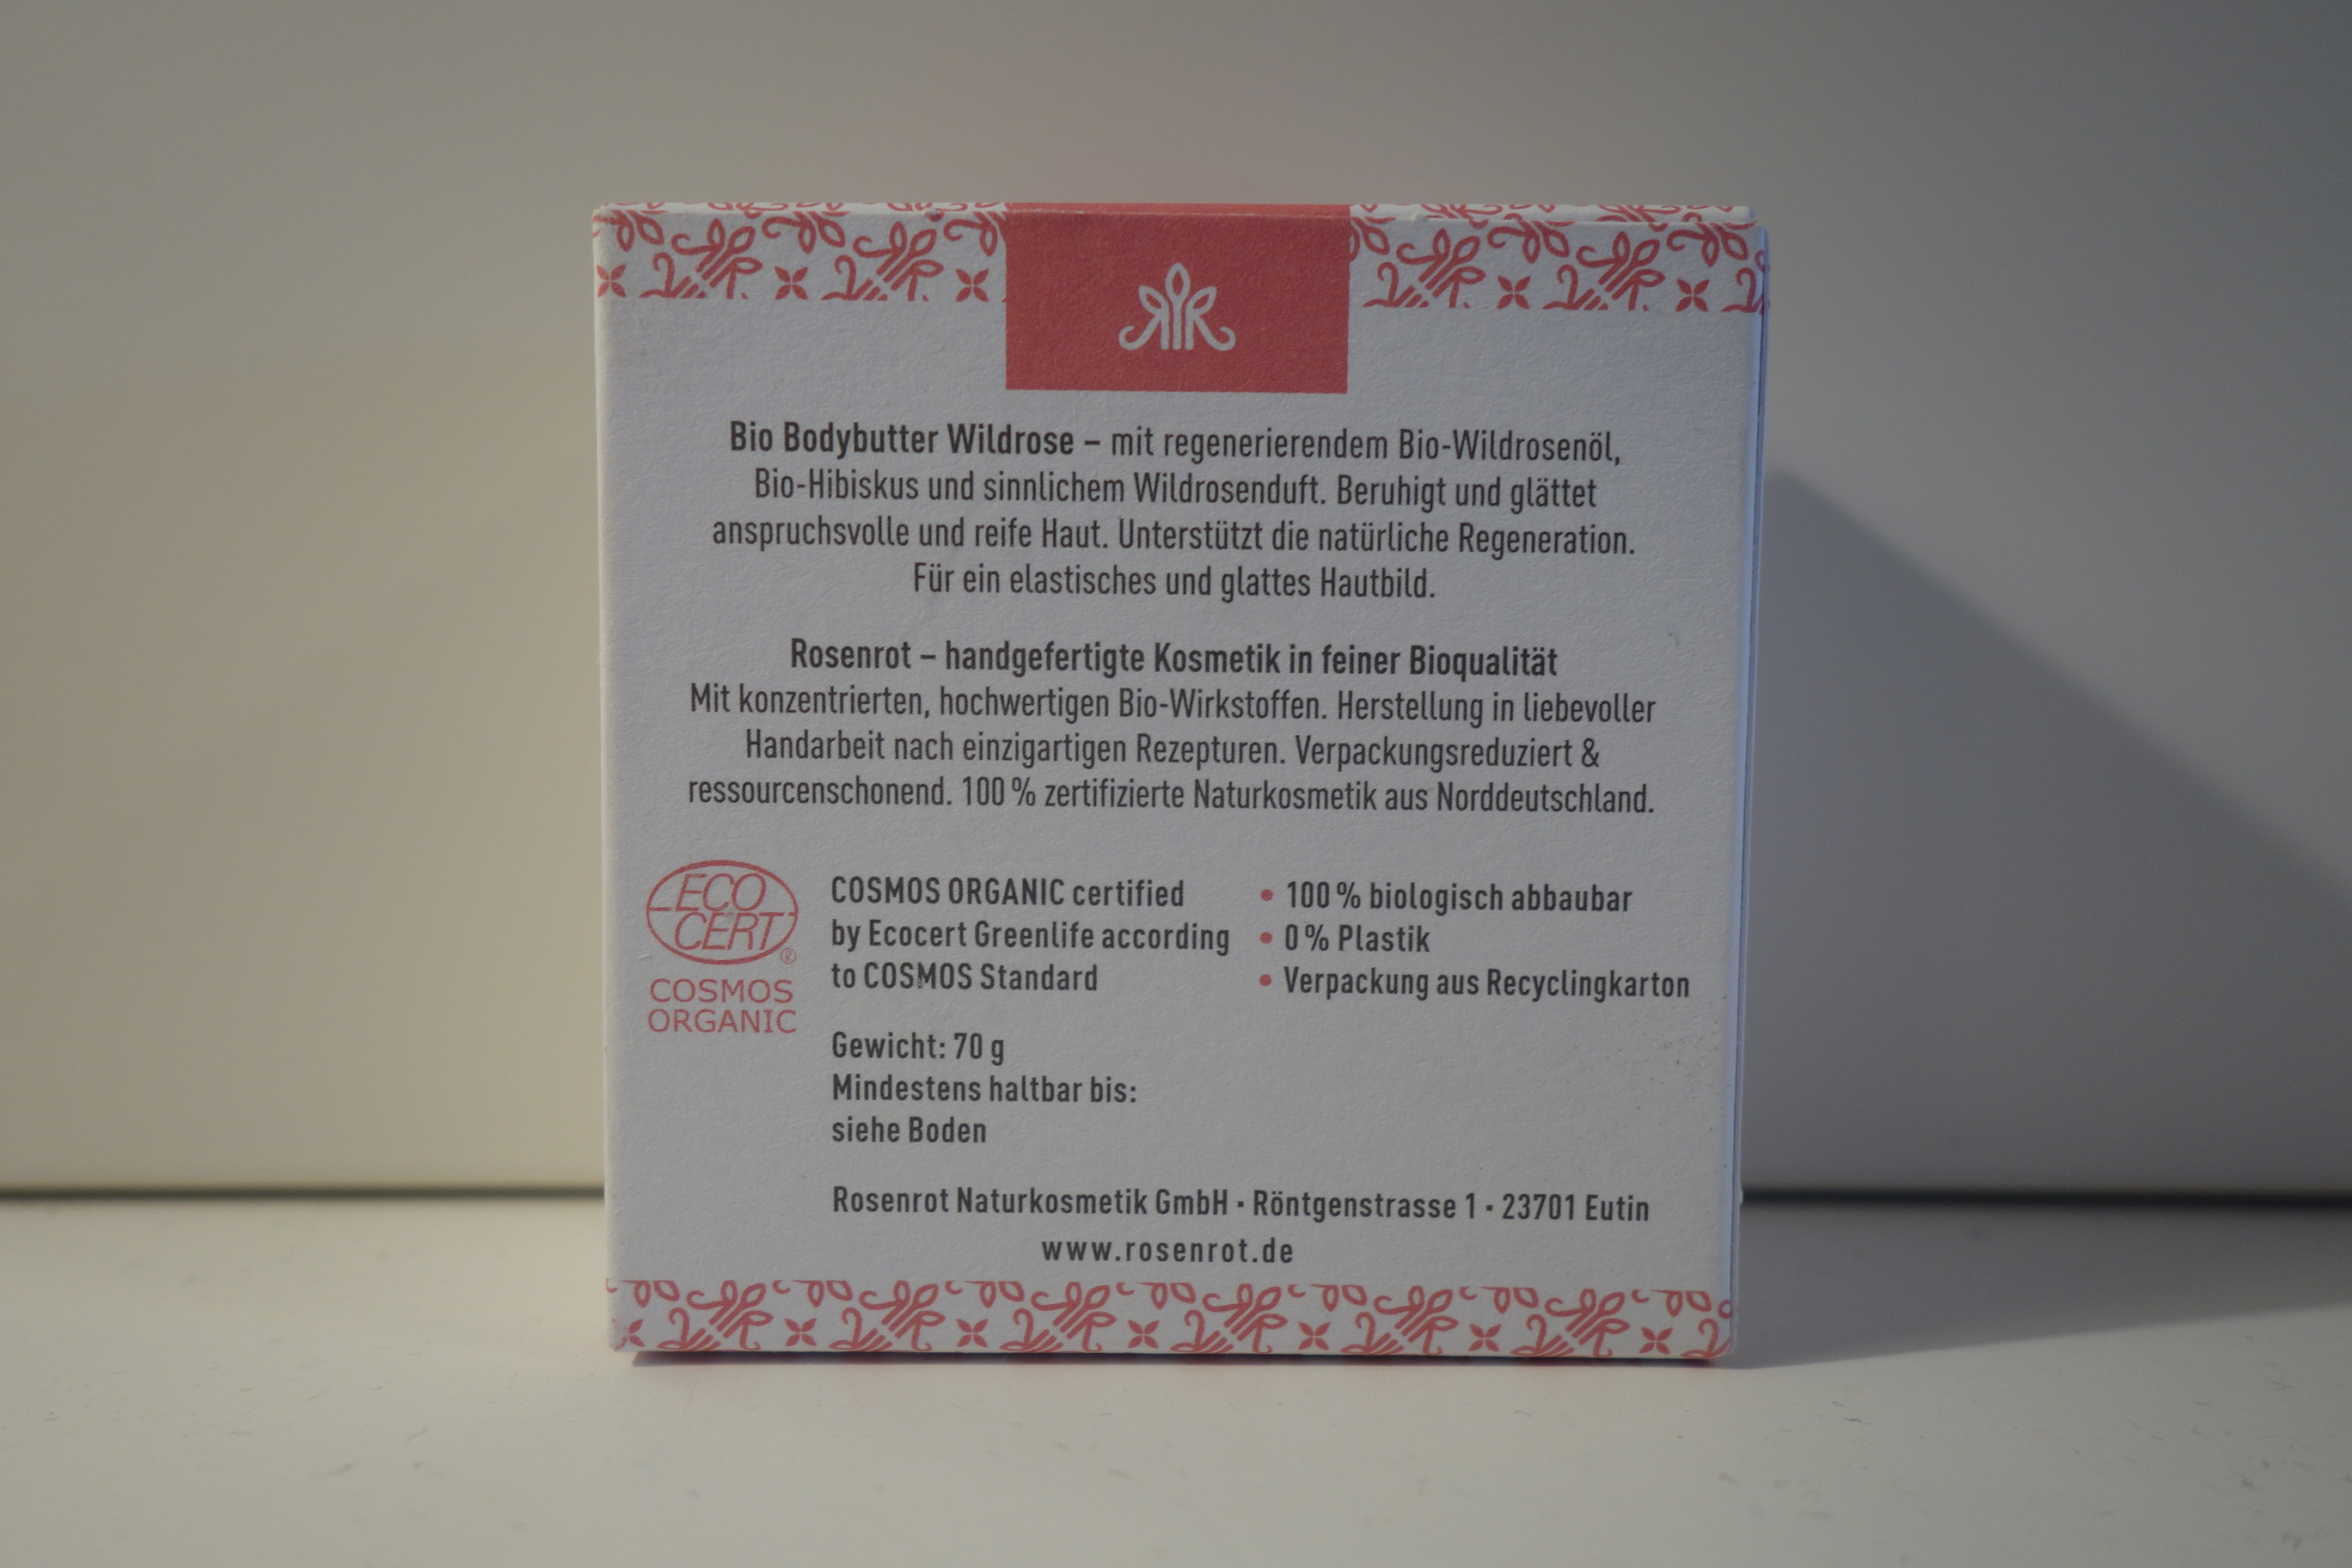 Bio Bodybutter Wildrose – mit regenerierendem Bio-Wildrosenöl,
Bio-Hibiskus und sinnlichem Wildrosenduft. Beruhigt und glättet
anspruchsvolle und reife Haut. Unterstützt die natürliche Regeneration.
Für ein elastisches und glattes Hautbild.
Rosenrot – handgefertigte Kosmetik in feiner Bioqualität
Mit konzentrierten, hochwertigen Bio-Wirkstoffen. Herstellung in liebevoller
Handarbeit nach einzigartigen Rezepturen. Verpackungsreduziert &
ressourcenschonend. 100 % zertifizierte Naturkosmetik aus Norddeutschland.
ECO
CERT®
COSMOS
ORGANIC
COSMOS ORGANIC certified
by Ecocert Greenlife according
to COSMOS Standard
• 100 % biologisch abbaubar
• 0 % Plastik
• Verpackung aus Recyclingkarton
Gewicht: 70 g
Mindestens haltbar bis:
siehe Boden
Rosenrot Naturkosmetik GmbH · Röntgenstrasse 1 · 23701 Eutin
www.rosenrot.de